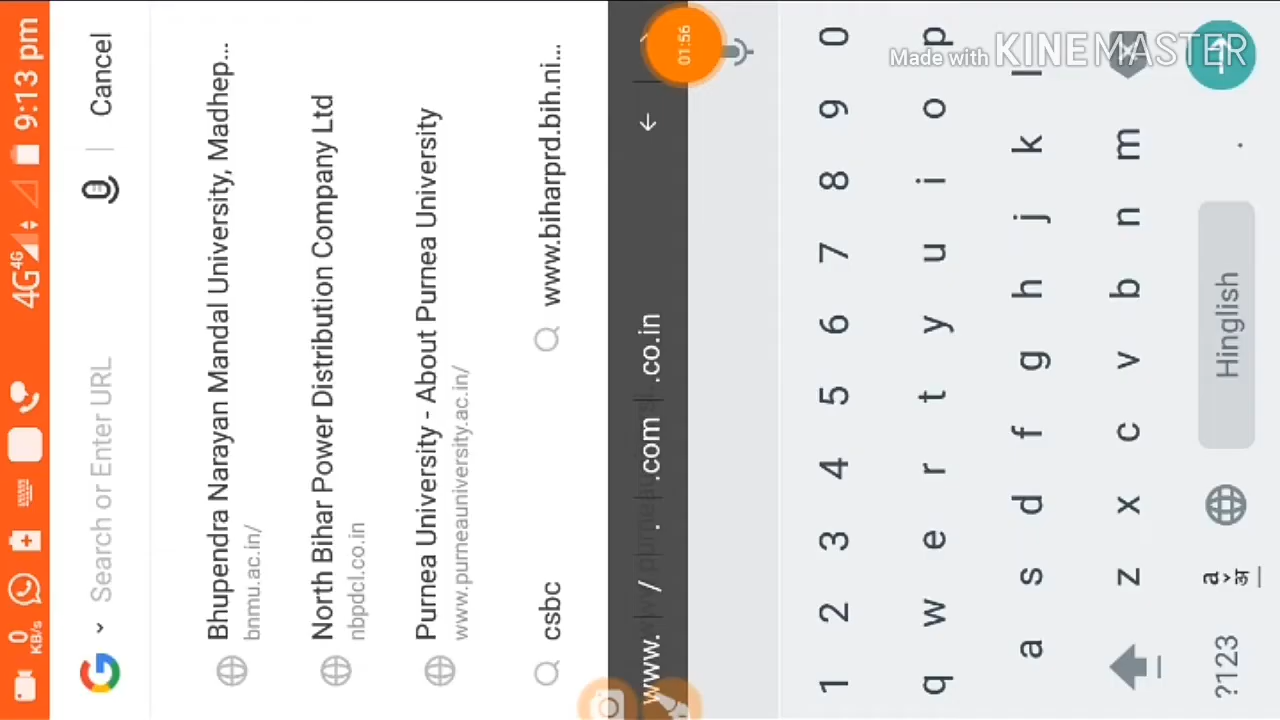 0 KB/s 4G 4G 9:13 pm
Search or Enter URL Cancel
Bhupendra Narayan Mandal University, Madhep...
bnmu.ac.in/
North Bihar Power Distribution Company Ltd
nbpdcl.co.in
Purnea University - About Purnea University
www.purneauniversity.ac.in/
csbc www.biharprd.bih.ni...
www. / . .com .co.in
01:56
1 2 3 4 5 6 7 8 9 0
q w e r t y u i o p
a s d f g h j k l
z x c v b n m
?123 a अ Hinglish .
Made with KINEMASTER